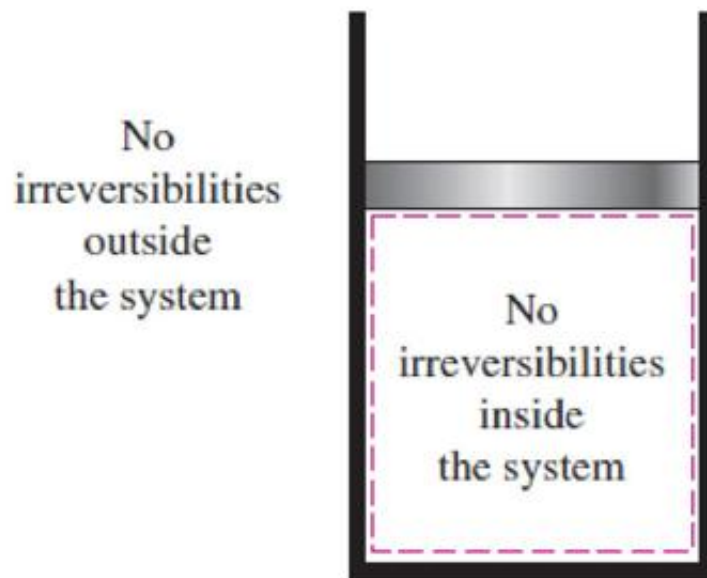 No
irreversibilities
outside
the system
No
irreversibilities
inside
the system